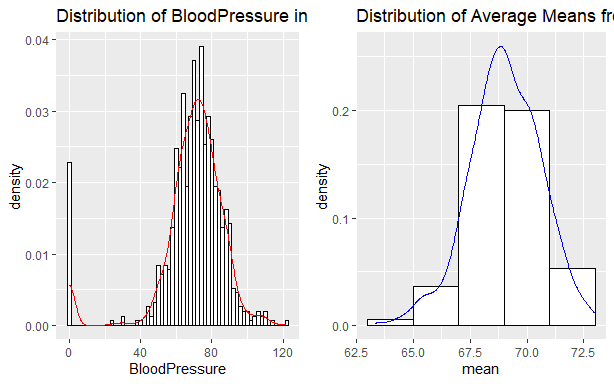 Distribution of BloodPressure in
0.04
0.03
0.02
0.01
0.00
density
0
40
80
120
BloodPressure
Distribution of Average Means fr
0.2
0.1
0.0
density
62.5
65.0
67.5
70.0
72.5
mean